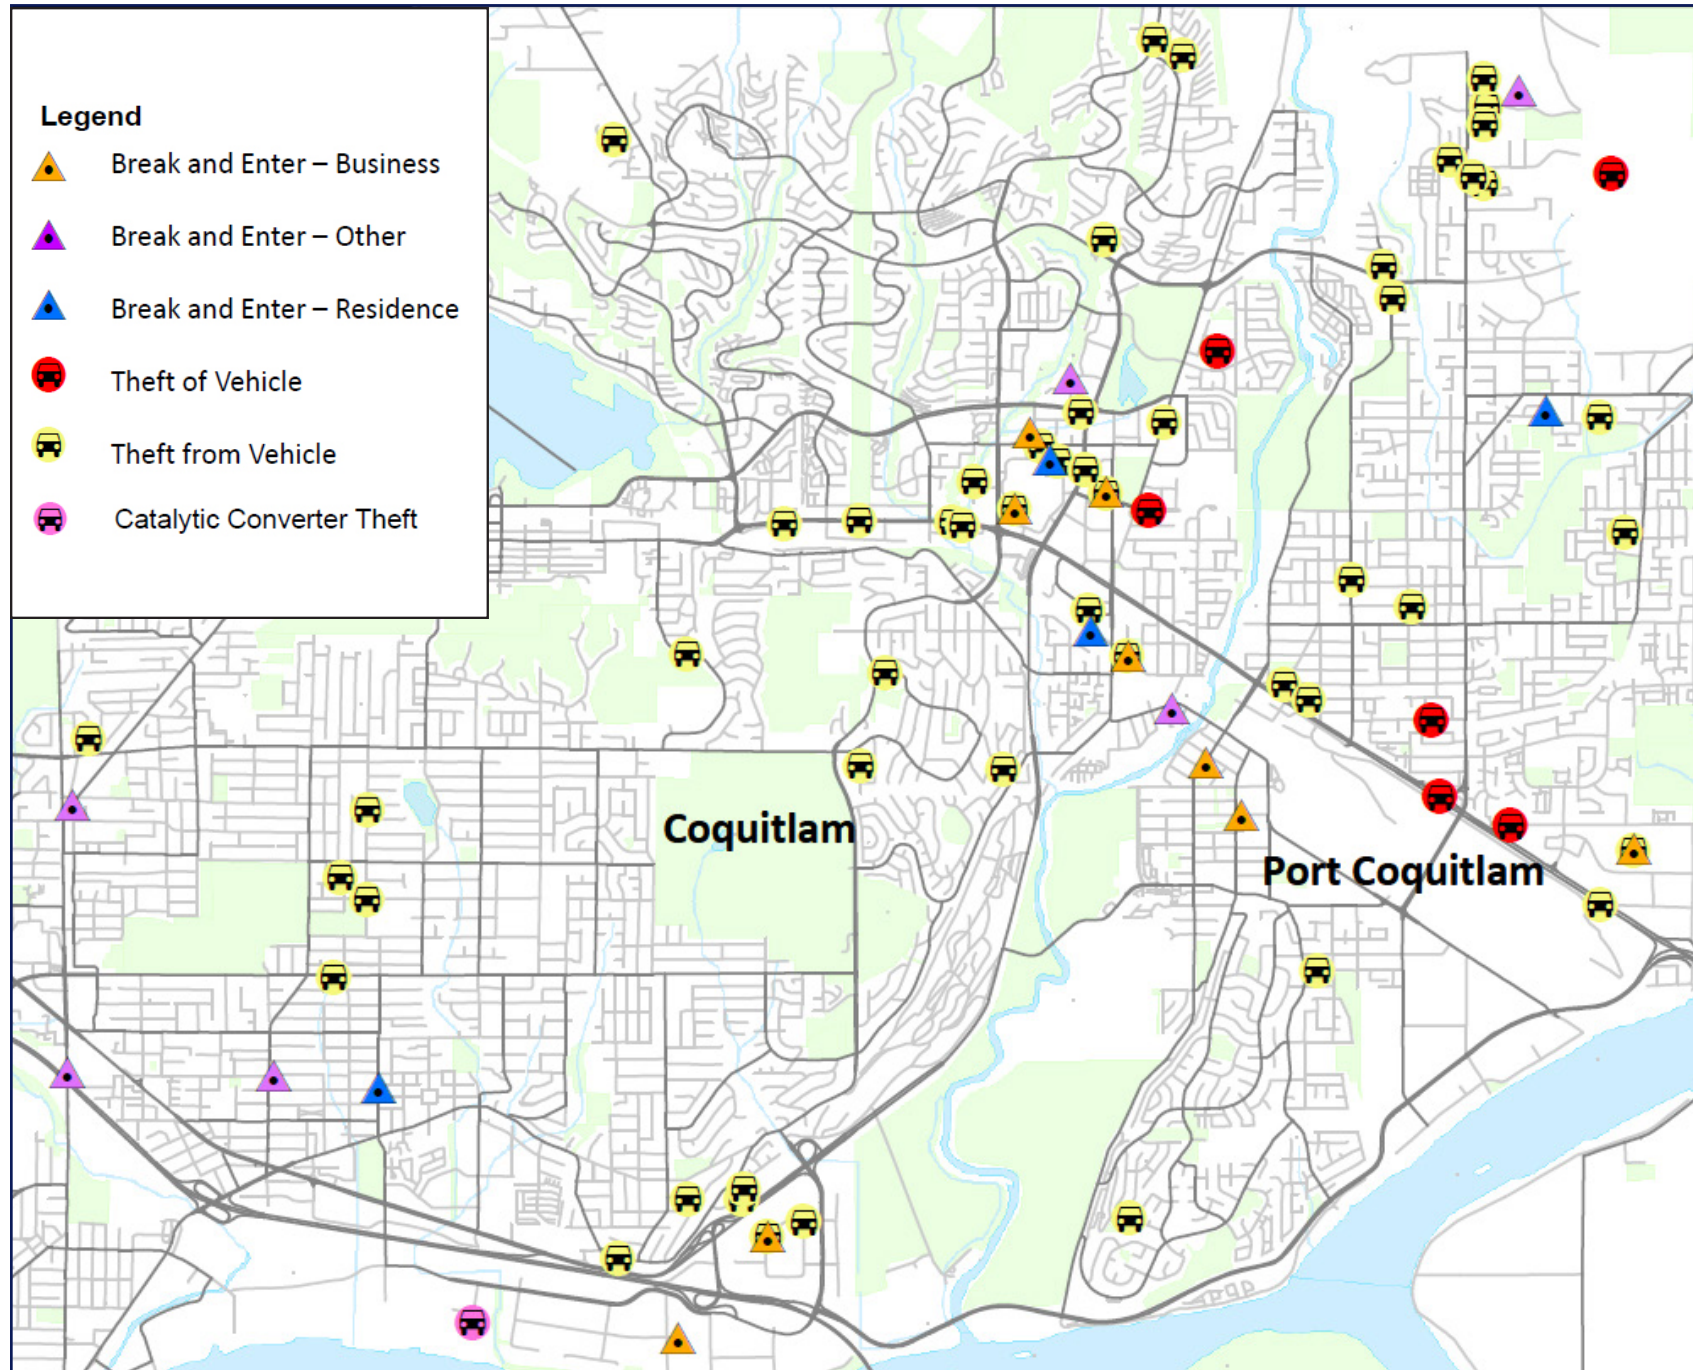 Legend
Break and Enter – Business
Break and Enter – Other
Break and Enter – Residence
Theft of Vehicle
Theft from Vehicle
Catalytic Converter Theft
Coquitlam
Port Coquitlam